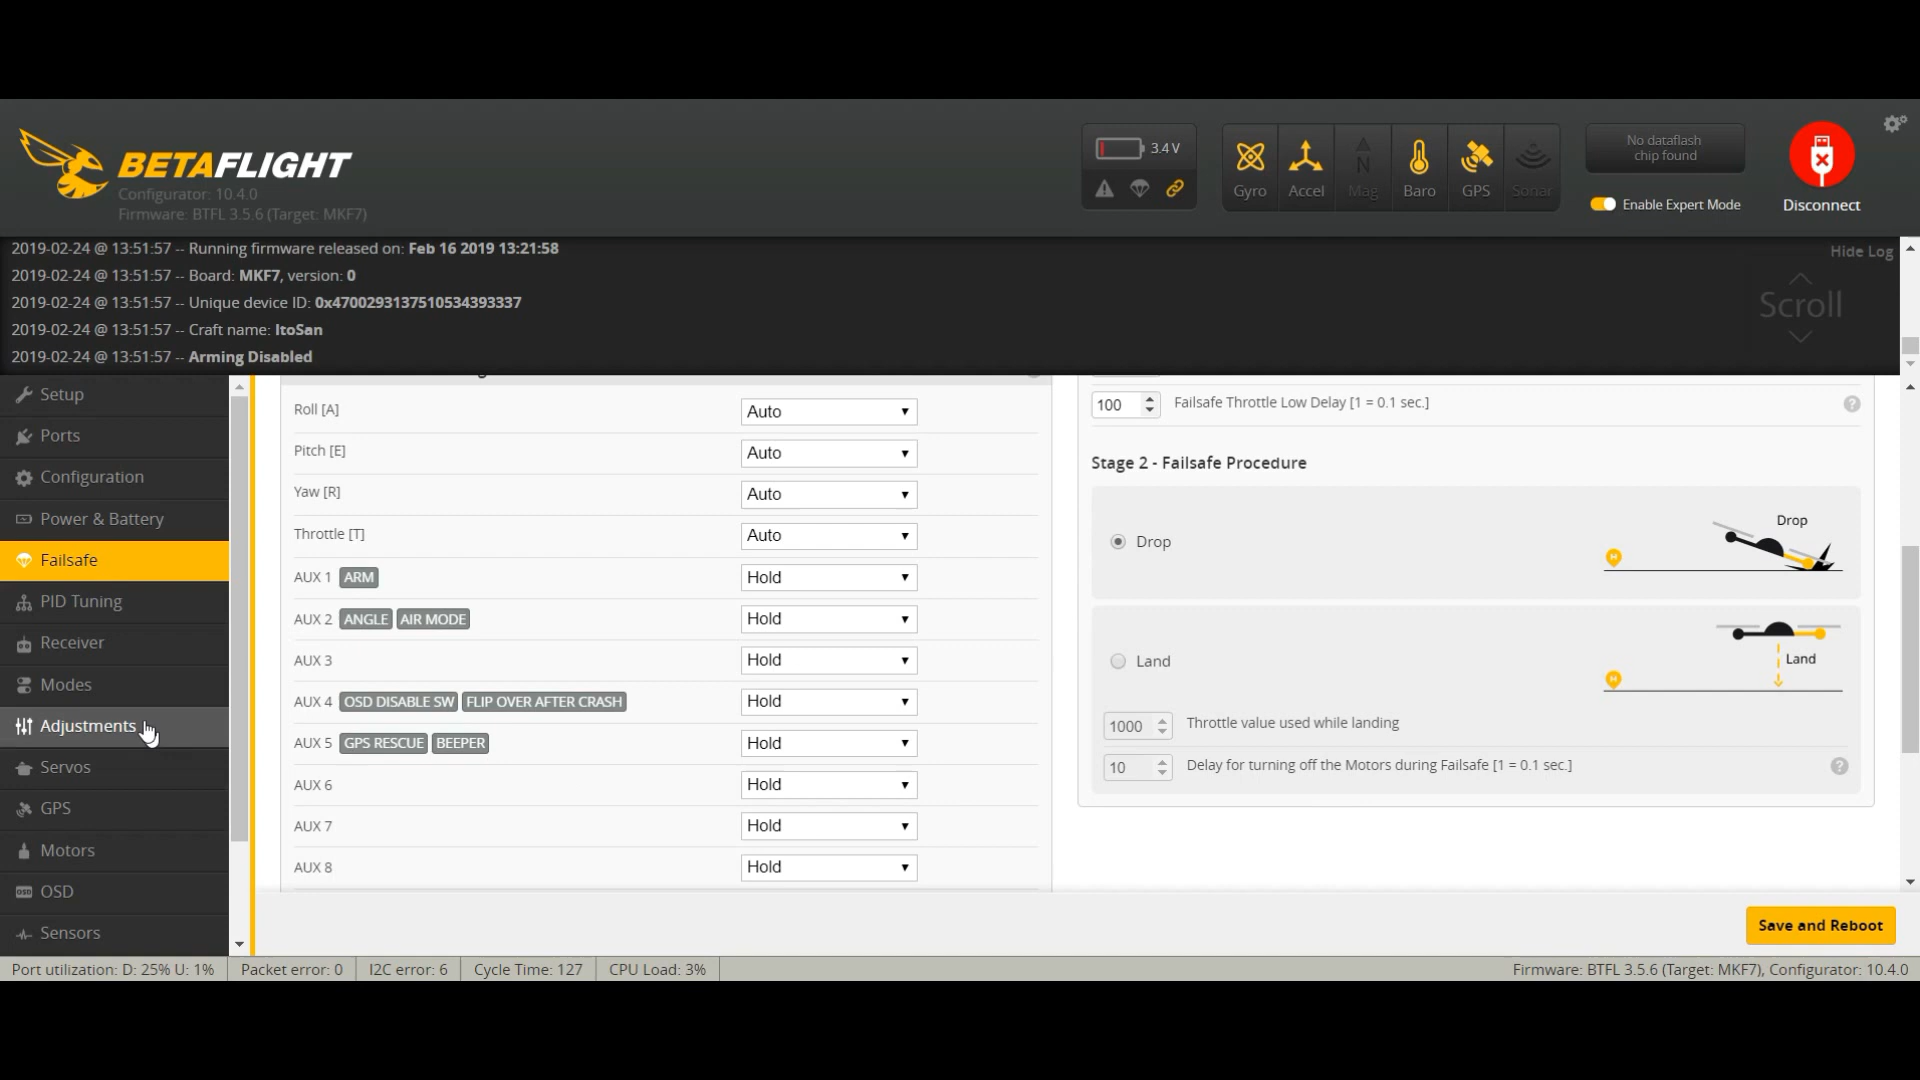 BETAFLIGHT
Configurator: 10.4.0
Firmware: BTFL 3.5.6 (Target: MKF7)
3.4 V
Gyro
Accel
N
Mag
Baro
GPS
Sonar
No dataflash
chip found
Enable Expert Mode
Disconnect
2019-02-24 @ 13:51:57 -- Running firmware released on: Feb 16 2019 13:21:58
2019-02-24 @ 13:51:57 -- Board: MKF7, version: 0
2019-02-24 @ 13:51:57 -- Unique device ID: 0x4700293137510534393337
2019-02-24 @ 13:51:57 -- Craft name: ItoSan
2019-02-24 @ 13:51:57 -- Arming Disabled
Hide Log
Scroll
Setup
Ports
Configuration
Power & Battery
Failsafe
PID Tuning
Receiver
Modes
Adjustments
Servos
GPS
Motors
OSD
OSD
Sensors
Roll [A] Auto
Pitch [E] Auto
Yaw [R] Auto
Throttle [T] Auto
AUX 1 ARM Hold
AUX 2 ANGLE AIR MODE Hold
AUX 3 Hold
AUX 4 OSD DISABLE SW FLIP OVER AFTER CRASH Hold
AUX 5 GPS RESCUE BEEPER Hold
AUX 6 Hold
AUX 7 Hold
AUX 8 Hold
100 Failsafe Throttle Low Delay [1 = 0.1 sec.] ?
Stage 2 - Failsafe Procedure
Drop
Drop
H
Land
Land
H
1000 Throttle value used while landing
10 Delay for turning off the Motors during Failsafe [1 = 0.1 sec.] ?
Save and Reboot
Port utilization: D: 25% U: 1% Packet error: 0 I2C error: 6 Cycle Time: 127 CPU Load: 3% Firmware: BTFL 3.5.6 (Target: MKF7), Configurator: 10.4.0